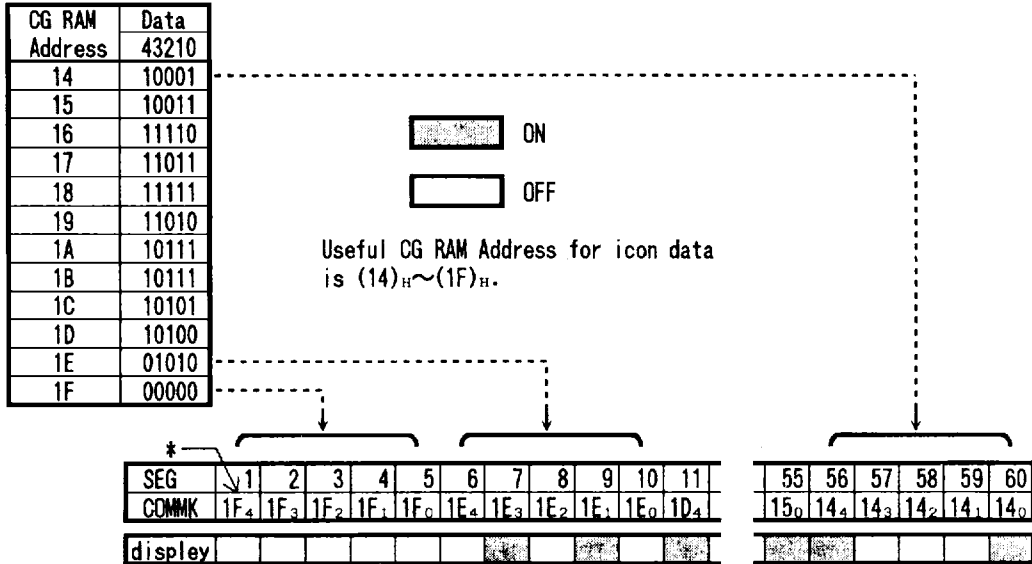 CG RAM Address Data
43210
14 10001
15 10011
16 11110
17 11011
18 11111
19 11010
1A 10111
1B 10111
1C 10101
1D 10100
1E 01010
1F 00000
ON
OFF
Useful CG RAM Address for icon data
is (14)H～(1F)H.
*
SEG 1 2 3 4 5 6 7 8 9 10 11 55 56 57 58 59 60
COMMK 1F4 1F3 1F2 1F1 1F0 1E4 1E3 1E2 1E1 1E0 1D4 150 144 143 142 141 140
displey